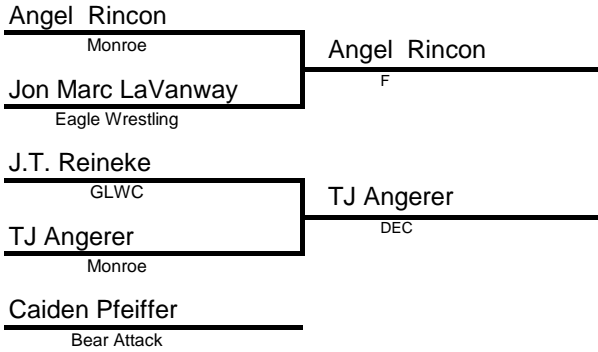 Angel Rincon
Monroe
Angel Rincon
F
Jon Marc LaVanway
Eagle Wrestling
J.T. Reineke
GLWC
TJ Angerer
DEC
TJ Angerer
Monroe
Caiden Pfeiffer
Bear Attack